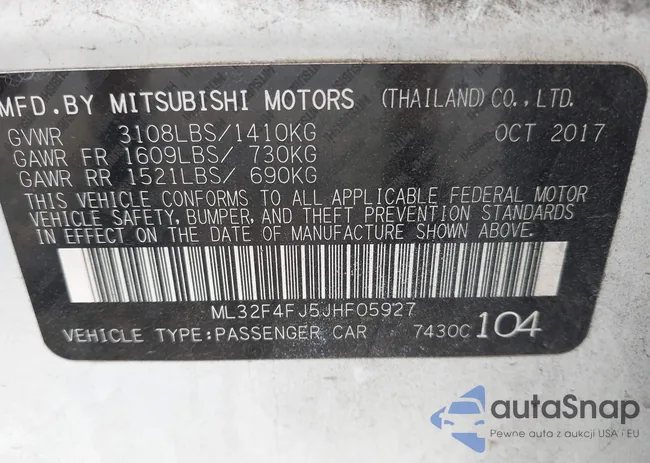 MFD.BY MITSUBISHI MOTORS (THAILAND) CO., LTD.
GVWR 3108LBS/1410KG OCT 2017
GAWR FR 1609LBS/ 730KG
GAWR RR 1521LBS/ 690KG
THIS VEHICLE CONFORMS TO ALL APPLICABLE FEDERAL MOTOR
VEHICLE SAFETY, BUMPER, AND THEFT PREVENTION STANDARDS
IN EFFECT ON THE DATE OF MANUFACTURE SHOWN ABOVE.
ML32F4FJ5JHF05927
VEHICLE TYPE:PASSENGER CAR 7430C 104
autaSnap
Pewne auta z aukcji USA i EU